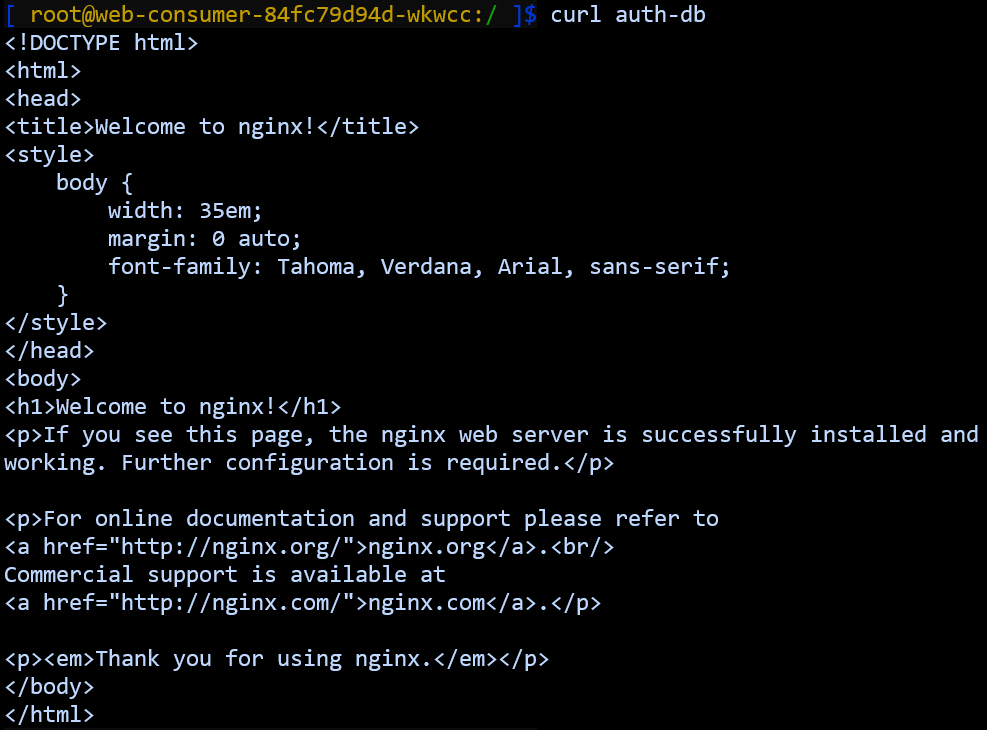 [ root@web-consumer-84fc79d94d-wkwcc:/ ]$ curl auth-db
<!DOCTYPE html>
<html>
<head>
<title>Welcome to nginx!</title>
<style>
    body {
        width: 35em;
        margin: 0 auto;
        font-family: Tahoma, Verdana, Arial, sans-serif;
    }
</style>
</head>
<body>
<h1>Welcome to nginx!</h1>
<p>If you see this page, the nginx web server is successfully installed and
working. Further configuration is required.</p>

<p>For online documentation and support please refer to
<a href="http://nginx.org/">nginx.org</a>.<br/>
Commercial support is available at
<a href="http://nginx.com/">nginx.com</a>.</p>

<p><em>Thank you for using nginx.</em></p>
</body>
</html>